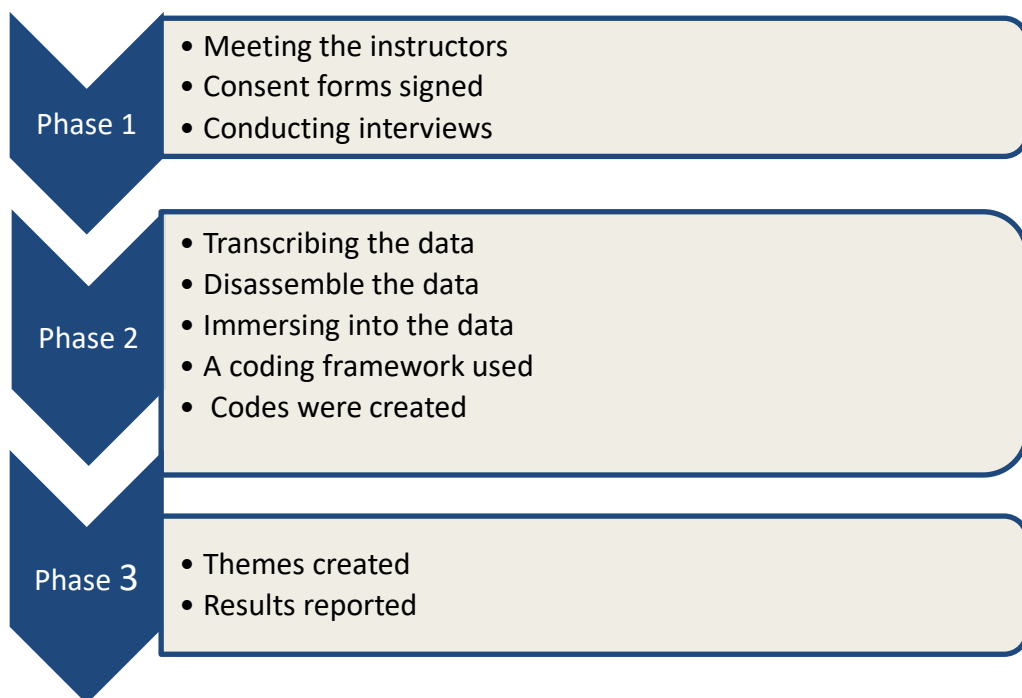 Phase 1
• Meeting the instructors
• Consent forms signed
• Conducting interviews
Phase 2
• Transcribing the data
• Disassemble the data
• Immersing into the data
• A coding framework used
• Codes were created
Phase 3
• Themes created
• Results reported